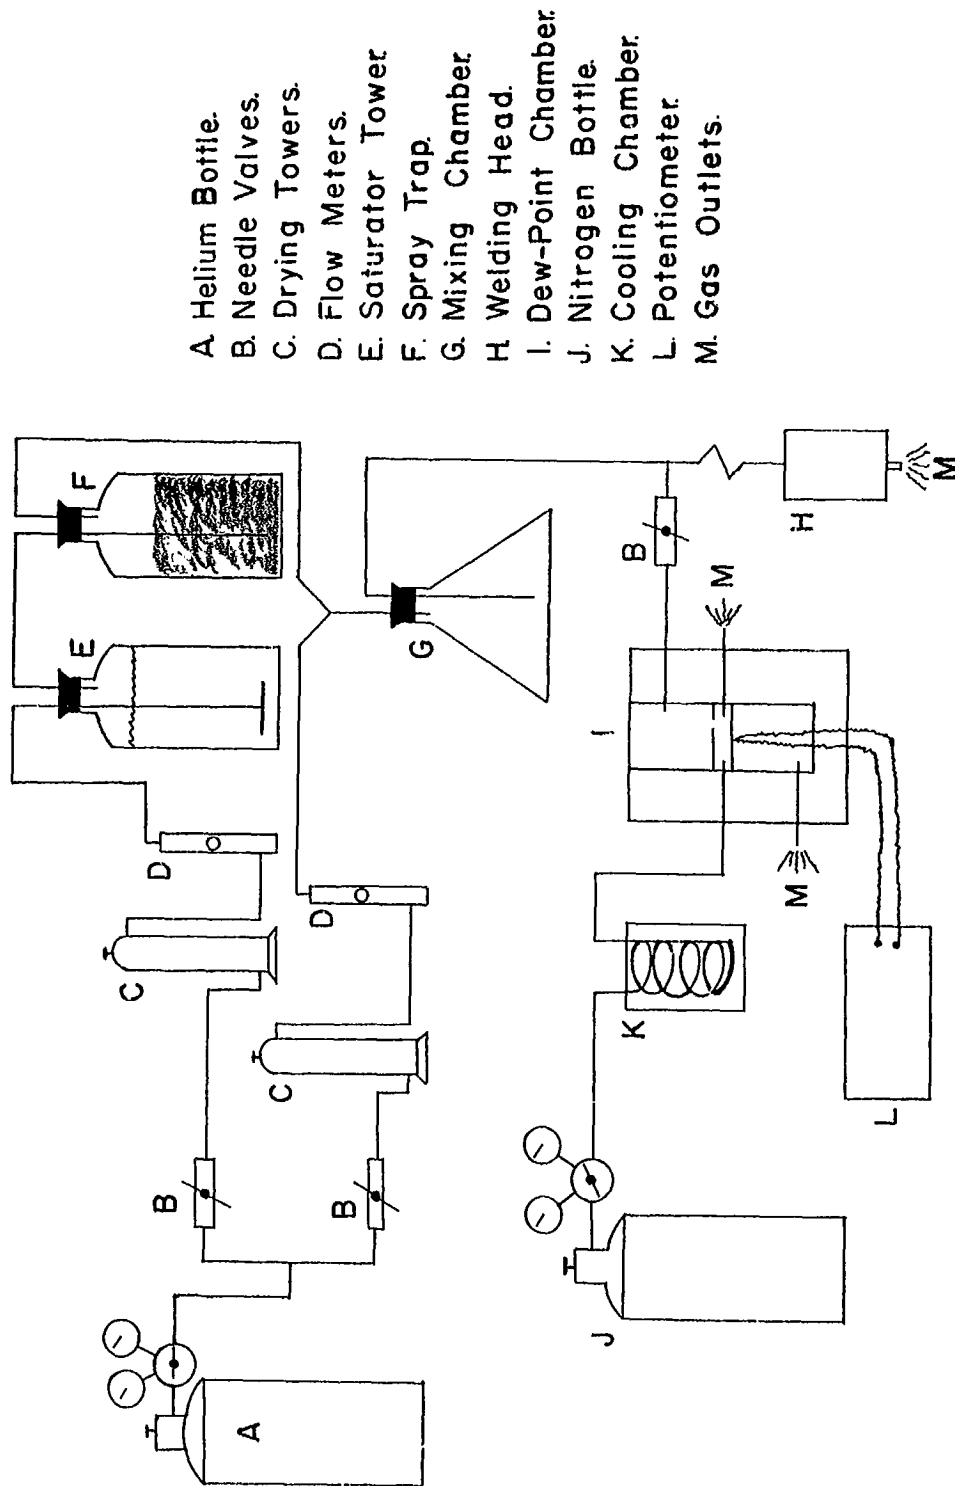 A. Helium Bottle.
B. Needle Valves.
C. Drying Towers.
D. Flow Meters.
E. Saturator Tower.
F. Spray Trap.
G. Mixing Chamber.
H. Welding Head.
I. Dew-Point Chamber.
J. Nitrogen Bottle.
K. Cooling Chamber.
L. Potentiometer.
M. Gas Outlets.
A
B
B
C
C
D
D
E
F
G
B
H
M
I
M
M
K
L
J